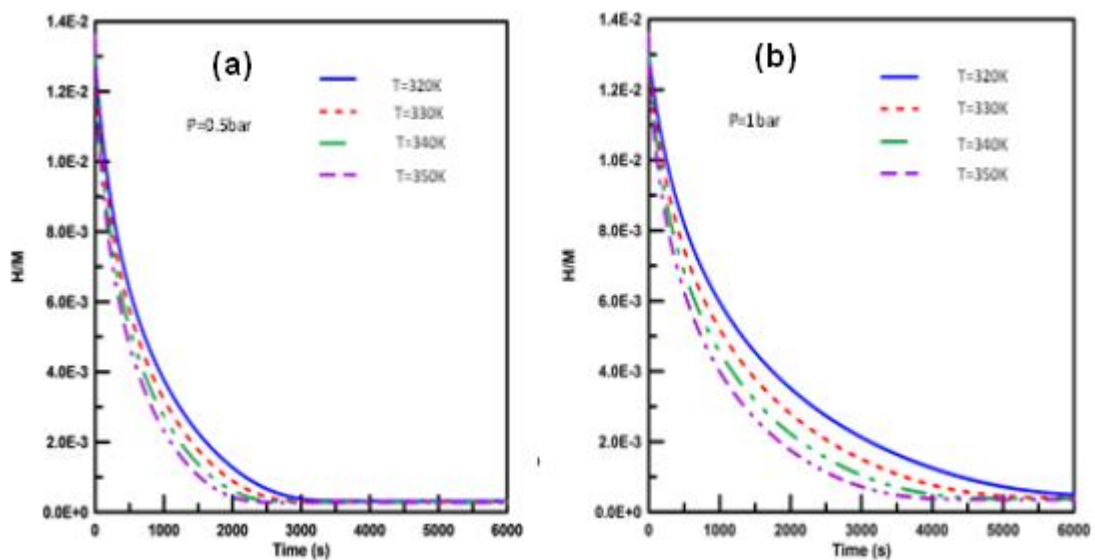 1.4E-2
1.2E-2
1.0E-2
8.0E-3
6.0E-3
4.0E-3
2.0E-3
0.0E+0
H/M
(a)
P=0.5bar
T=320K
T=330K
T=340K
T=350K
0 1000 2000 3000 4000 5000 6000
Time (s)
1.4E-2
1.2E-2
1.0E-2
8.0E-3
6.0E-3
4.0E-3
2.0E-3
0.0E+0
H/M
(b)
P=1bar
T=320K
T=330K
T=340K
T=350K
0 1000 2000 3000 4000 5000 6000
Time (s)